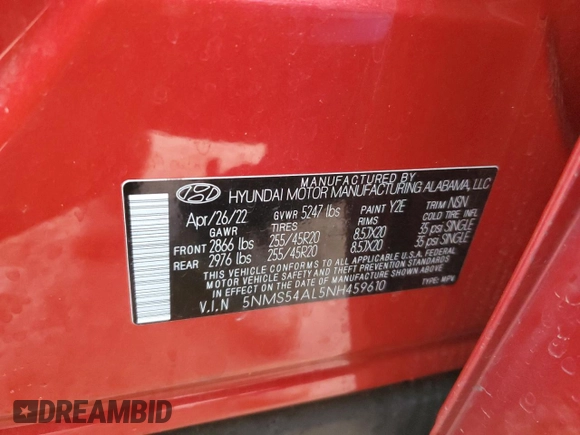 MANUFACTURED BY
HYUNDAI MOTOR MANUFACTURING ALABAMA, LLC
Apr/26/22 GVWR 5247 lbs PAINT Y2E TRIM NSN
GAWR TIRES RIMS COLD TIRE INFL
FRONT 2866 lbs 255/45R20 8.5JX20 35 psi SINGLE
REAR 2976 lbs 255/45R20 8.5JX20 35 psi SINGLE
THIS VEHICLE CONFORMS TO ALL APPLICABLE U.S.A. FEDERAL
MOTOR VEHICLE SAFETY, BUMPER, AND THEFT PREVENTION STANDARDS
IN EFFECT ON THE DATE OF MANUFACTURE SHOWN ABOVE.
V.I.N 5NMS54AL5NH459610 TYPE: MPV
DREAMBID